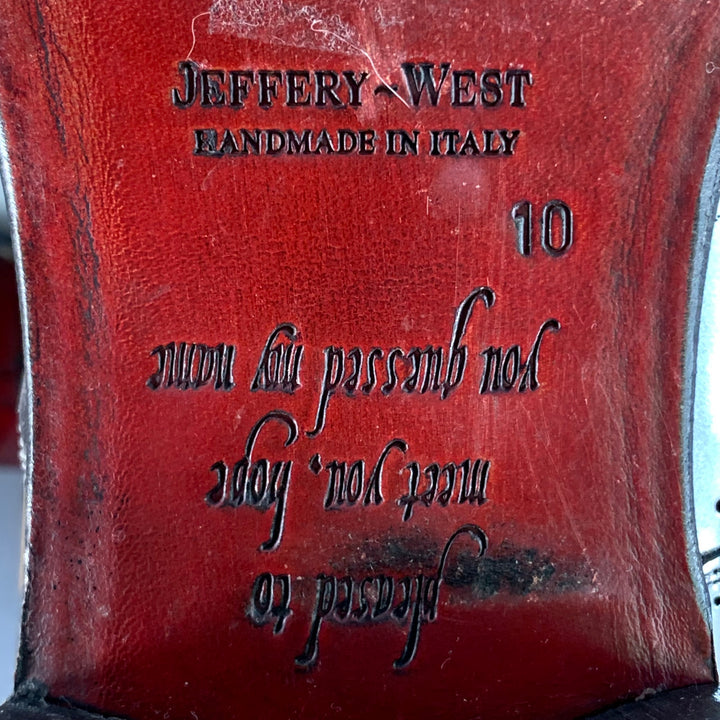 JEFFERY~WEST
HANDMADE IN ITALY
10
pleased to
meet you, hope
you guessed my name